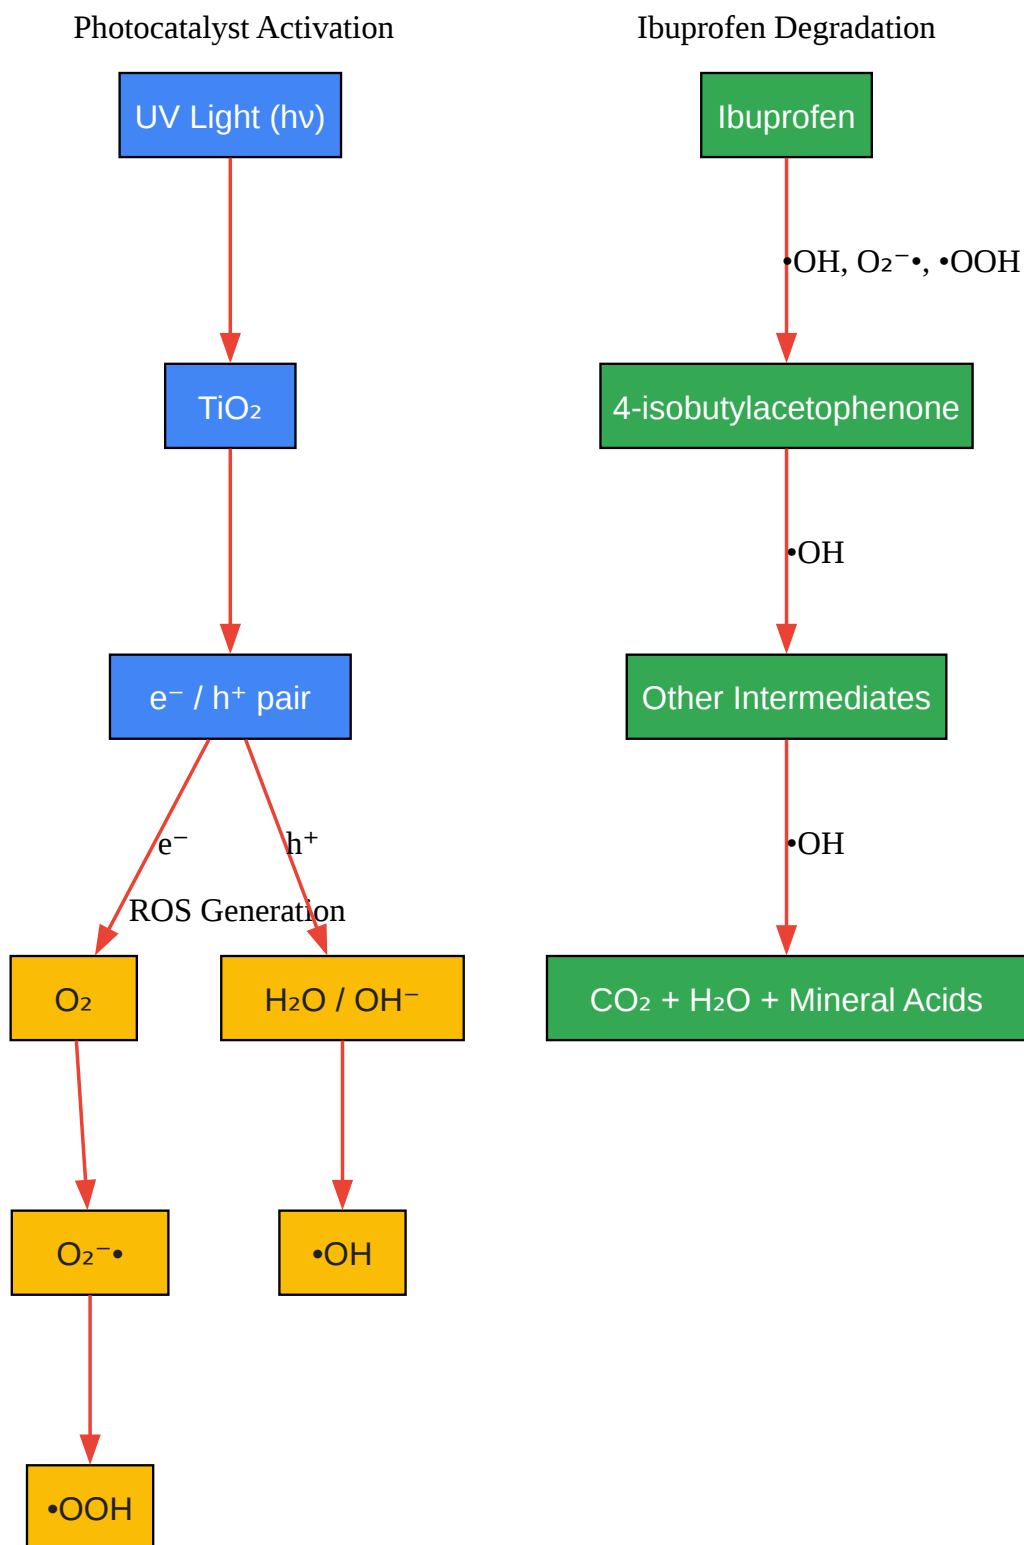 Photocatalyst Activation
UV Light (hν)
TiO₂
e⁻ / h⁺ pair
e⁻
h⁺
ROS Generation
O₂
H₂O / OH⁻
O₂⁻•
•OH
•OOH
Ibuprofen Degradation
Ibuprofen
•OH, O₂⁻•, •OOH
4-isobutylacetophenone
•OH
Other Intermediates
•OH
CO₂ + H₂O + Mineral Acids